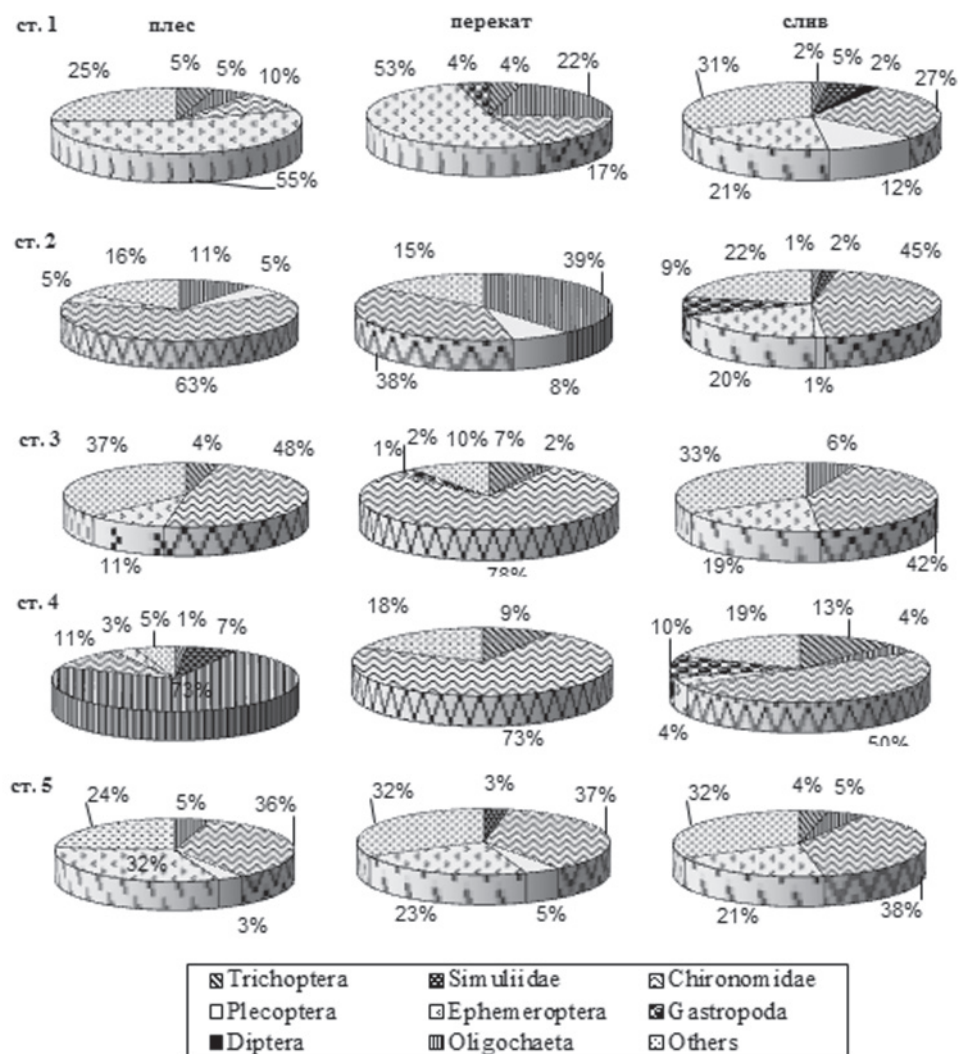 ст. 1 плес перекат слив
25% 5% 5% 10% 53% 4% 4% 22% 31% 2% 5% 2% 27%
55% 17% 21% 12%
ст. 2
5% 16% 11% 5% 15% 39% 9% 22% 1% 2% 45%
63% 38% 8% 20% 1%
ст. 3
37% 4% 48% 1% 2% 10% 7% 2% 33% 6%
11% 78% 19% 42%
ст. 4
11% 3% 5% 1% 7% 18% 9% 10% 19% 13% 4%
73% 73% 4% 50%
ст. 5
24% 5% 36% 32% 3% 37% 32% 4% 5%
32% 3% 23% 5% 21% 38%
Trichoptera Simuliidae Chironomidae
Plecoptera Ephemeroptera Gastropoda
Diptera Oligochaeta Others